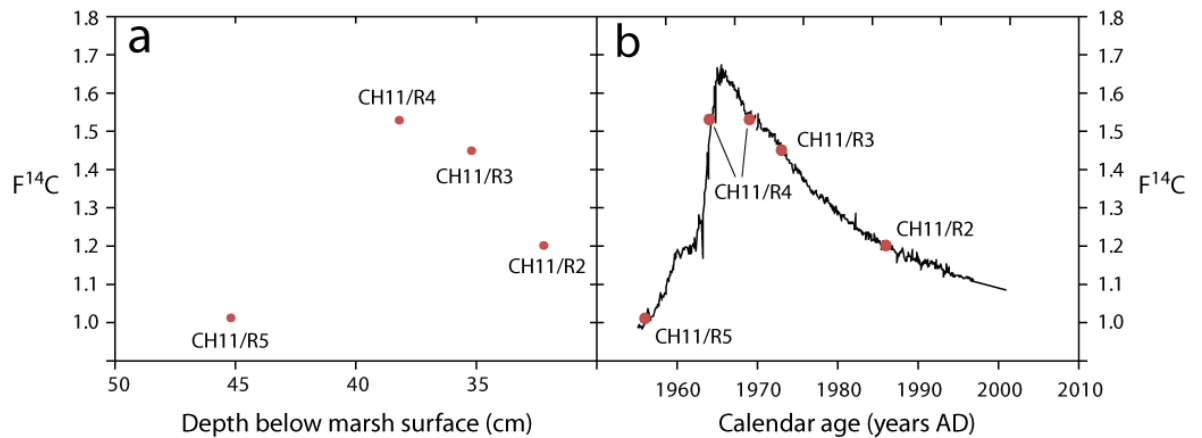 a
F¹⁴C
1.8
1.7
1.6
1.5
1.4
1.3
1.2
1.1
1.0
CH11/R4
CH11/R3
CH11/R2
CH11/R5
50
45
40
35
Depth below marsh surface (cm)
b
CH11/R3
CH11/R4
CH11/R2
CH11/R5
1960
1970
1980
1990
2000
2010
Calendar age (years AD)
1.8
1.7
1.6
1.5
1.4
1.3
1.2
1.1
1.0
F¹⁴C